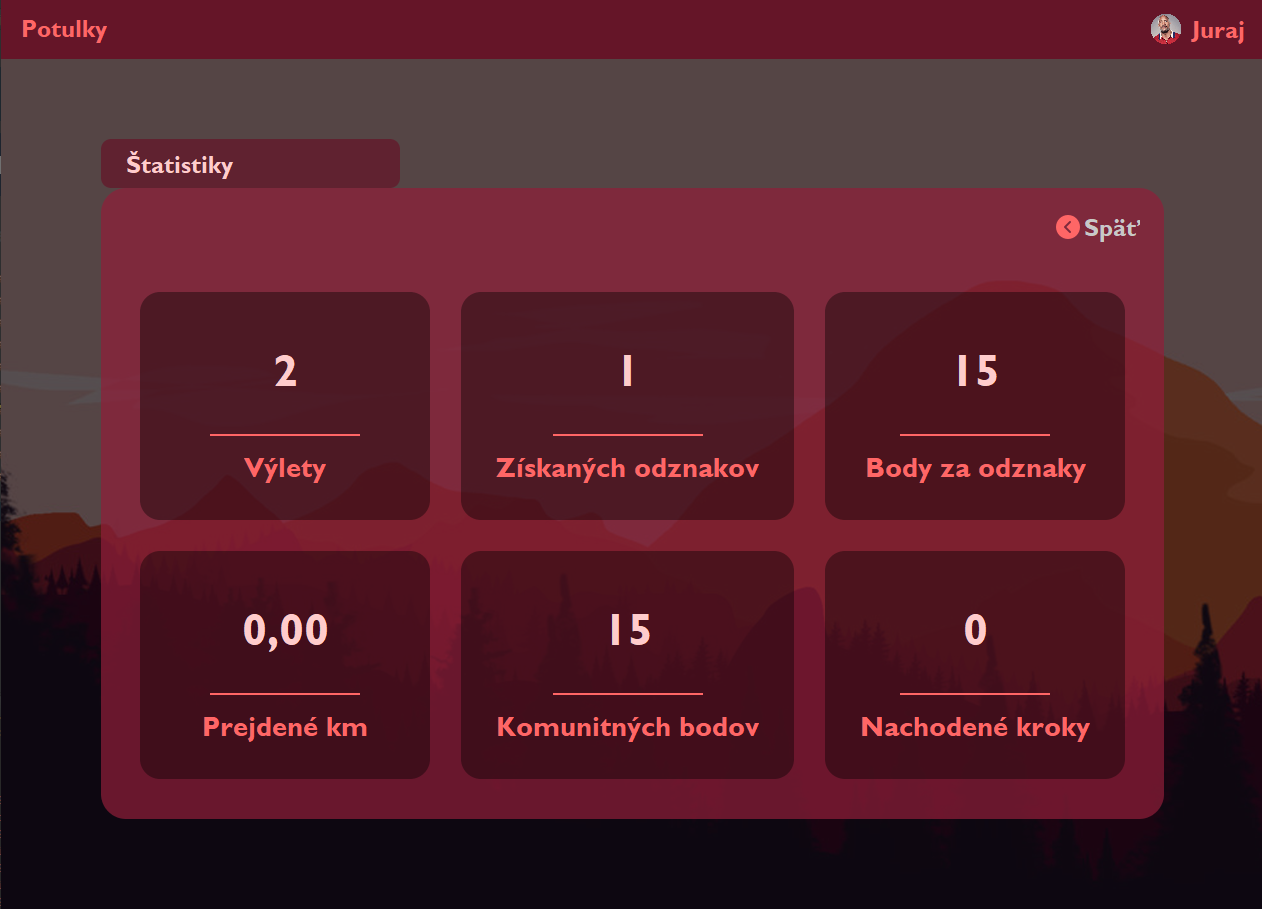 Potulky
Juraj
Štatistiky
Späť
2
Výlety
1
Získaných odznakov
15
Body za odznaky
0,00
Prejdené km
15
Komunitných bodov
0
Nachodené kroky